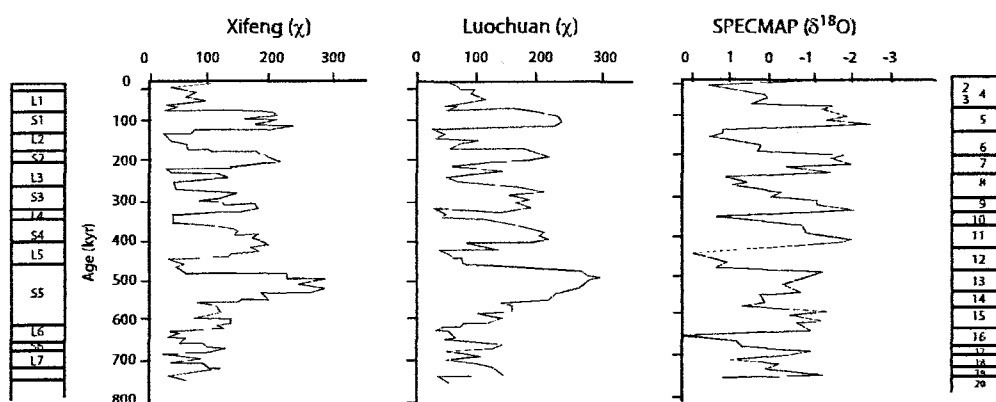 Xifeng (χ) Luochuan (χ) SPECMAP (δ18O)
0 100 200 300 0 100 200 300 0 1 0 -1 -2 -3
Age (kyr)
0
100
200
300
400
500
600
700
800
L1
S1
L2
S2
L3
S3
L4
S4
L5
S5
L6
S6
L7
2
3 4
5
6
7
8
9
10
11
12
13
14
15
16
17
18
19
20